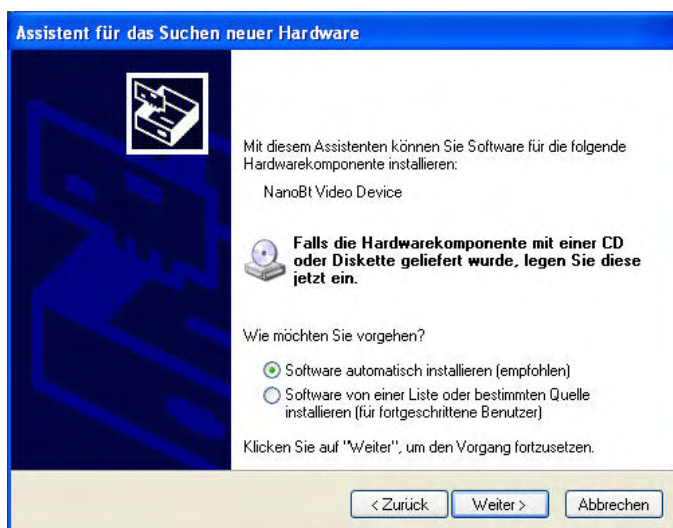 Assistent für das Suchen neuer Hardware
Mit diesem Assistenten können Sie Software für die folgende
Hardwarekomponente installieren:
NanoBt Video Device
Falls die Hardwarekomponente mit einer CD
oder Diskette geliefert wurde, legen Sie diese
jetzt ein.
Wie möchten Sie vorgehen?
Software automatisch installieren (empfohlen)
Software von einer Liste oder bestimmten Quelle
installieren (für fortgeschrittene Benutzer)
Klicken Sie auf "Weiter", um den Vorgang fortzusetzen.
< Zurück Weiter > Abbrechen